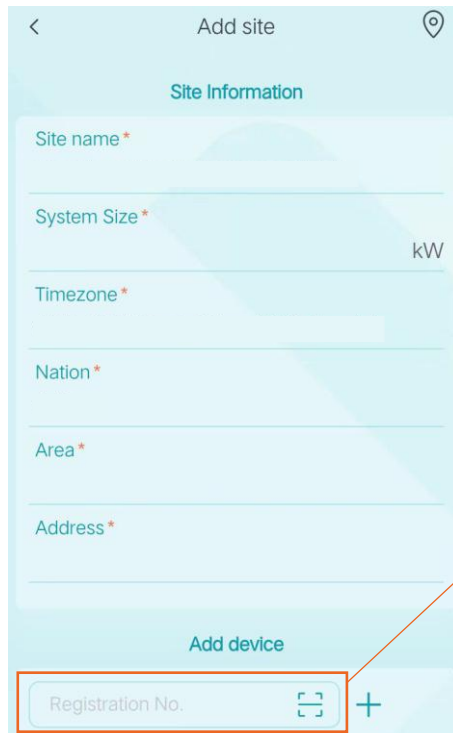 Add site
Site Information
Site name*
System Size*
kW
Timezone*
Nation*
Area*
Address*
Add device
Registration No.